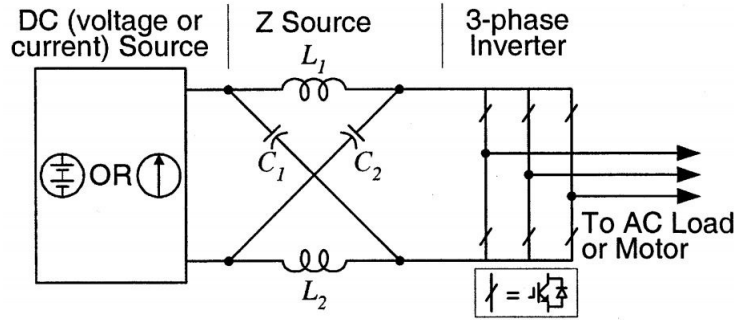 DC (voltage or
current) Source
Z Source
3-phase
Inverter
L1
C1
C2
OR
To AC Load
or Motor
L2
=